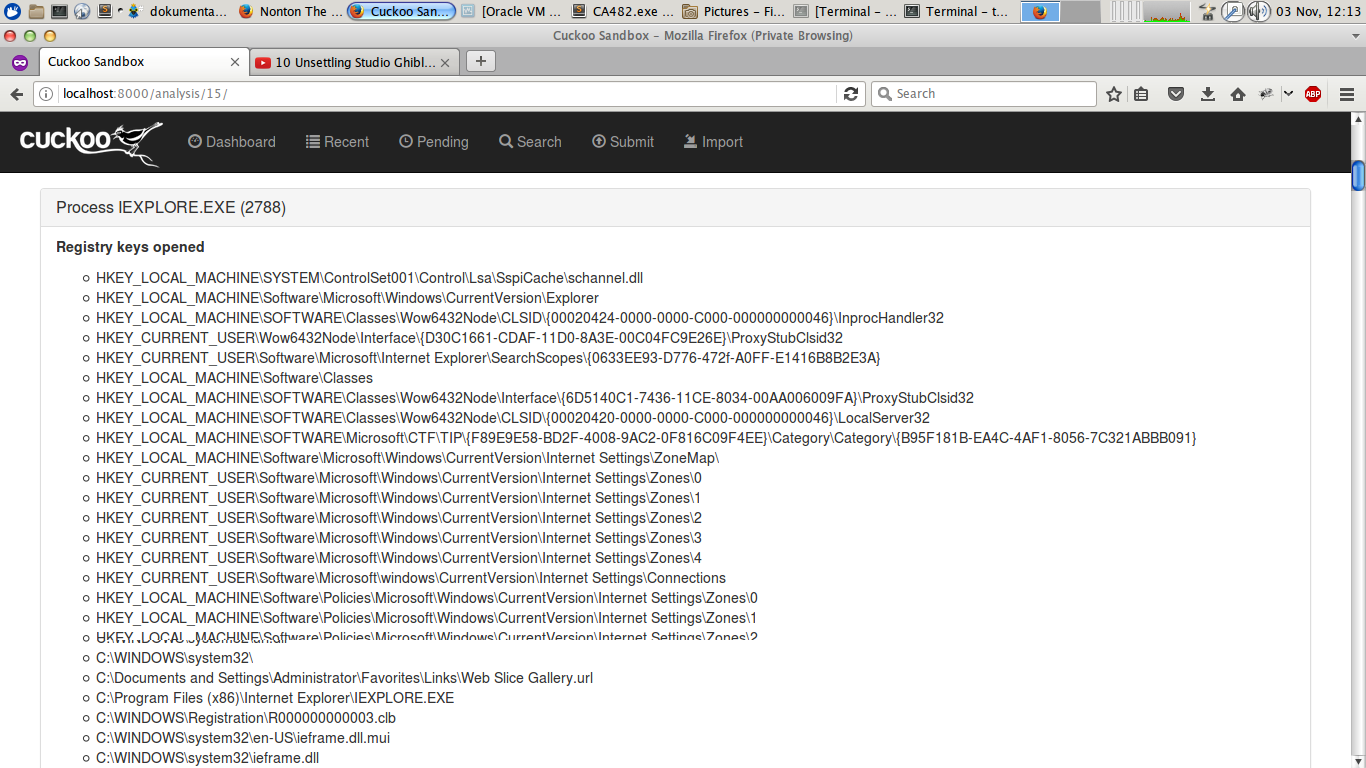 dokumenta...
Nonton The ...
Cuckoo San...
[Oracle VM ...
CA482.exe ...
Pictures – Fi...
[Terminal – ...
Terminal – t...
03 Nov, 12:13
Cuckoo Sandbox – Mozilla Firefox (Private Browsing)
Cuckoo Sandbox
10 Unsettling Studio Ghibl...
localhost:8000/analysis/15/
Search
ABP
cuckoo
Dashboard
Recent
Pending
Search
Submit
Import
Process IEXPLORE.EXE (2788)
Registry keys opened
HKEY_LOCAL_MACHINE\SYSTEM\ControlSet001\Control\Lsa\SspiCache\schannel.dll
HKEY_LOCAL_MACHINE\Software\Microsoft\Windows\CurrentVersion\Explorer
HKEY_LOCAL_MACHINE\SOFTWARE\Classes\Wow6432Node\CLSID\{00020424-0000-0000-C000-000000000046}\InprocHandler32
HKEY_CURRENT_USER\Wow6432Node\Interface\{D30C1661-CDAF-11D0-8A3E-00C04FC9E26E}\ProxyStubClsid32
HKEY_CURRENT_USER\Software\Microsoft\Internet Explorer\SearchScopes\{0633EE93-D776-472f-A0FF-E1416B8B2E3A}
HKEY_LOCAL_MACHINE\Software\Classes
HKEY_LOCAL_MACHINE\SOFTWARE\Classes\Wow6432Node\Interface\{6D5140C1-7436-11CE-8034-00AA006009FA}\ProxyStubClsid32
HKEY_LOCAL_MACHINE\SOFTWARE\Classes\Wow6432Node\CLSID\{00020420-0000-0000-C000-000000000046}\LocalServer32
HKEY_LOCAL_MACHINE\SOFTWARE\Microsoft\CTF\TIP\{F89E9E58-BD2F-4008-9AC2-0F816C09F4EE}\Category\Category\{B95F181B-EA4C-4AF1-8056-7C321ABBB091}
HKEY_LOCAL_MACHINE\Software\Microsoft\Windows\CurrentVersion\Internet Settings\ZoneMap\
HKEY_CURRENT_USER\Software\Microsoft\Windows\CurrentVersion\Internet Settings\Zones\0
HKEY_CURRENT_USER\Software\Microsoft\Windows\CurrentVersion\Internet Settings\Zones\1
HKEY_CURRENT_USER\Software\Microsoft\Windows\CurrentVersion\Internet Settings\Zones\2
HKEY_CURRENT_USER\Software\Microsoft\Windows\CurrentVersion\Internet Settings\Zones\3
HKEY_CURRENT_USER\Software\Microsoft\Windows\CurrentVersion\Internet Settings\Zones\4
HKEY_CURRENT_USER\Software\Microsoft\windows\CurrentVersion\Internet Settings\Connections
HKEY_LOCAL_MACHINE\Software\Policies\Microsoft\Windows\CurrentVersion\Internet Settings\Zones\0
HKEY_LOCAL_MACHINE\Software\Policies\Microsoft\Windows\CurrentVersion\Internet Settings\Zones\1
HKEY_LOCAL_MACHINE\Software\Policies\Microsoft\Windows\CurrentVersion\Internet Settings\Zones\2
C:\WINDOWS\system32\
C:\Documents and Settings\Administrator\Favorites\Links\Web Slice Gallery.url
C:\Program Files (x86)\Internet Explorer\IEXPLORE.EXE
C:\WINDOWS\Registration\R000000000003.clb
C:\WINDOWS\system32\en-US\ieframe.dll.mui
C:\WINDOWS\system32\ieframe.dll